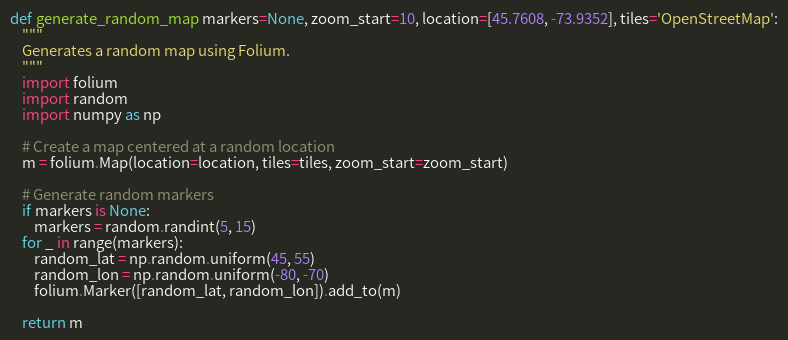 def generate_random_map markers=None, zoom_start=10, location=[45.7608, -73.9352], tiles='OpenStreetMap':
"""
Generates a random map using Folium.
"""
import folium
import random
import numpy as np
# Create a map centered at a random location
m = folium.Map(location=location, tiles=tiles, zoom_start=zoom_start)
# Generate random markers
if markers is None:
markers = random.randint(5, 15)
for _ in range(markers):
random_lat = np.random.uniform(45, 55)
random_lon = np.random.uniform(-80, -70)
folium.Marker([random_lat, random_lon]).add_to(m)
return m